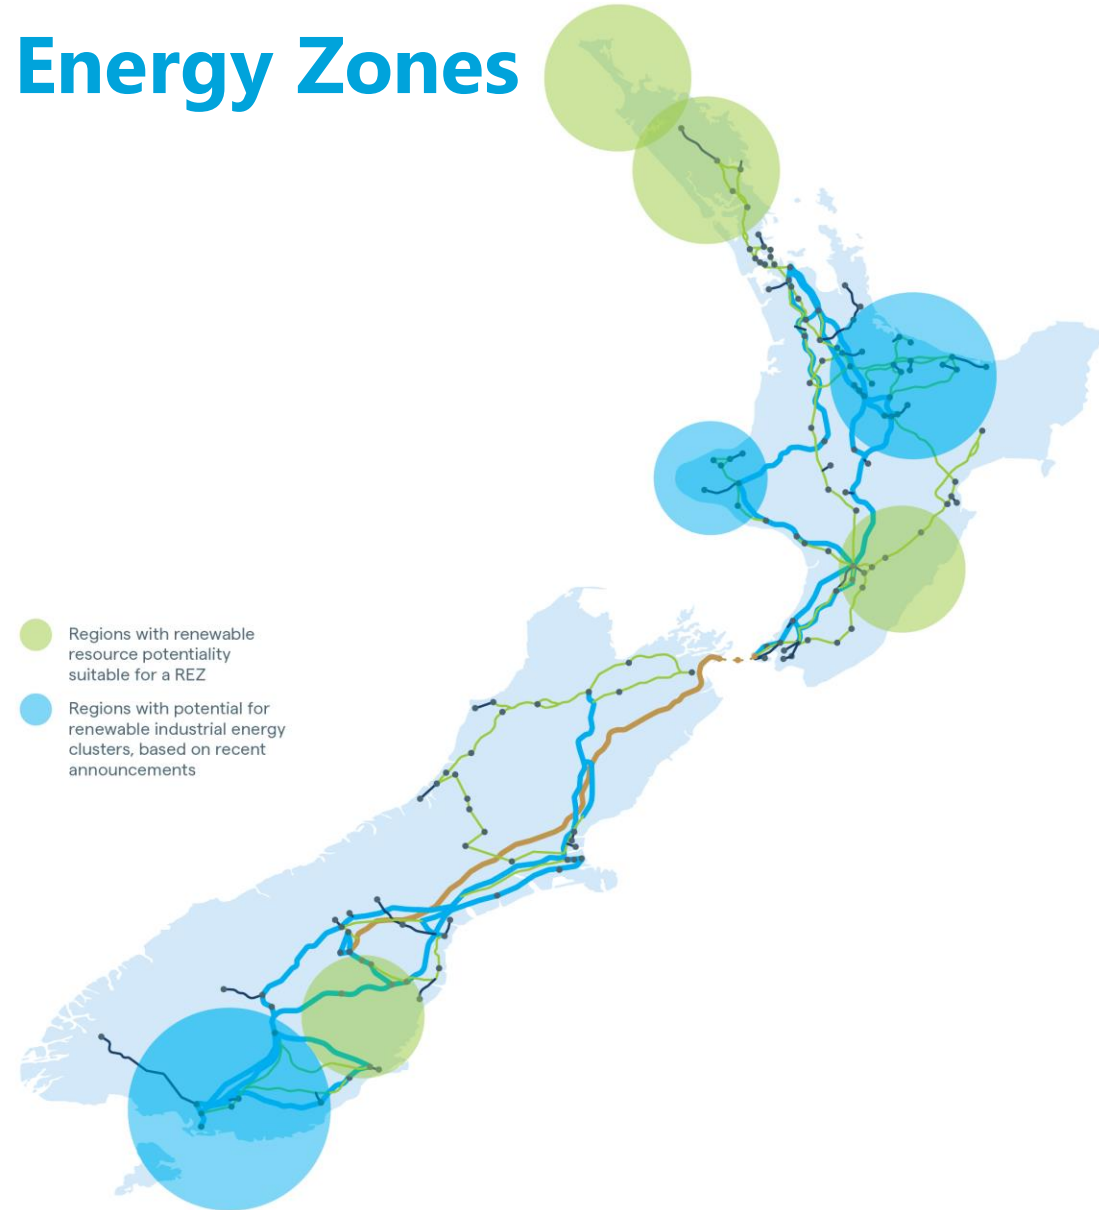 Energy Zones
Regions with renewable
resource potentiality
suitable for a REZ
Regions with potential for
renewable industrial energy
clusters, based on recent
announcements